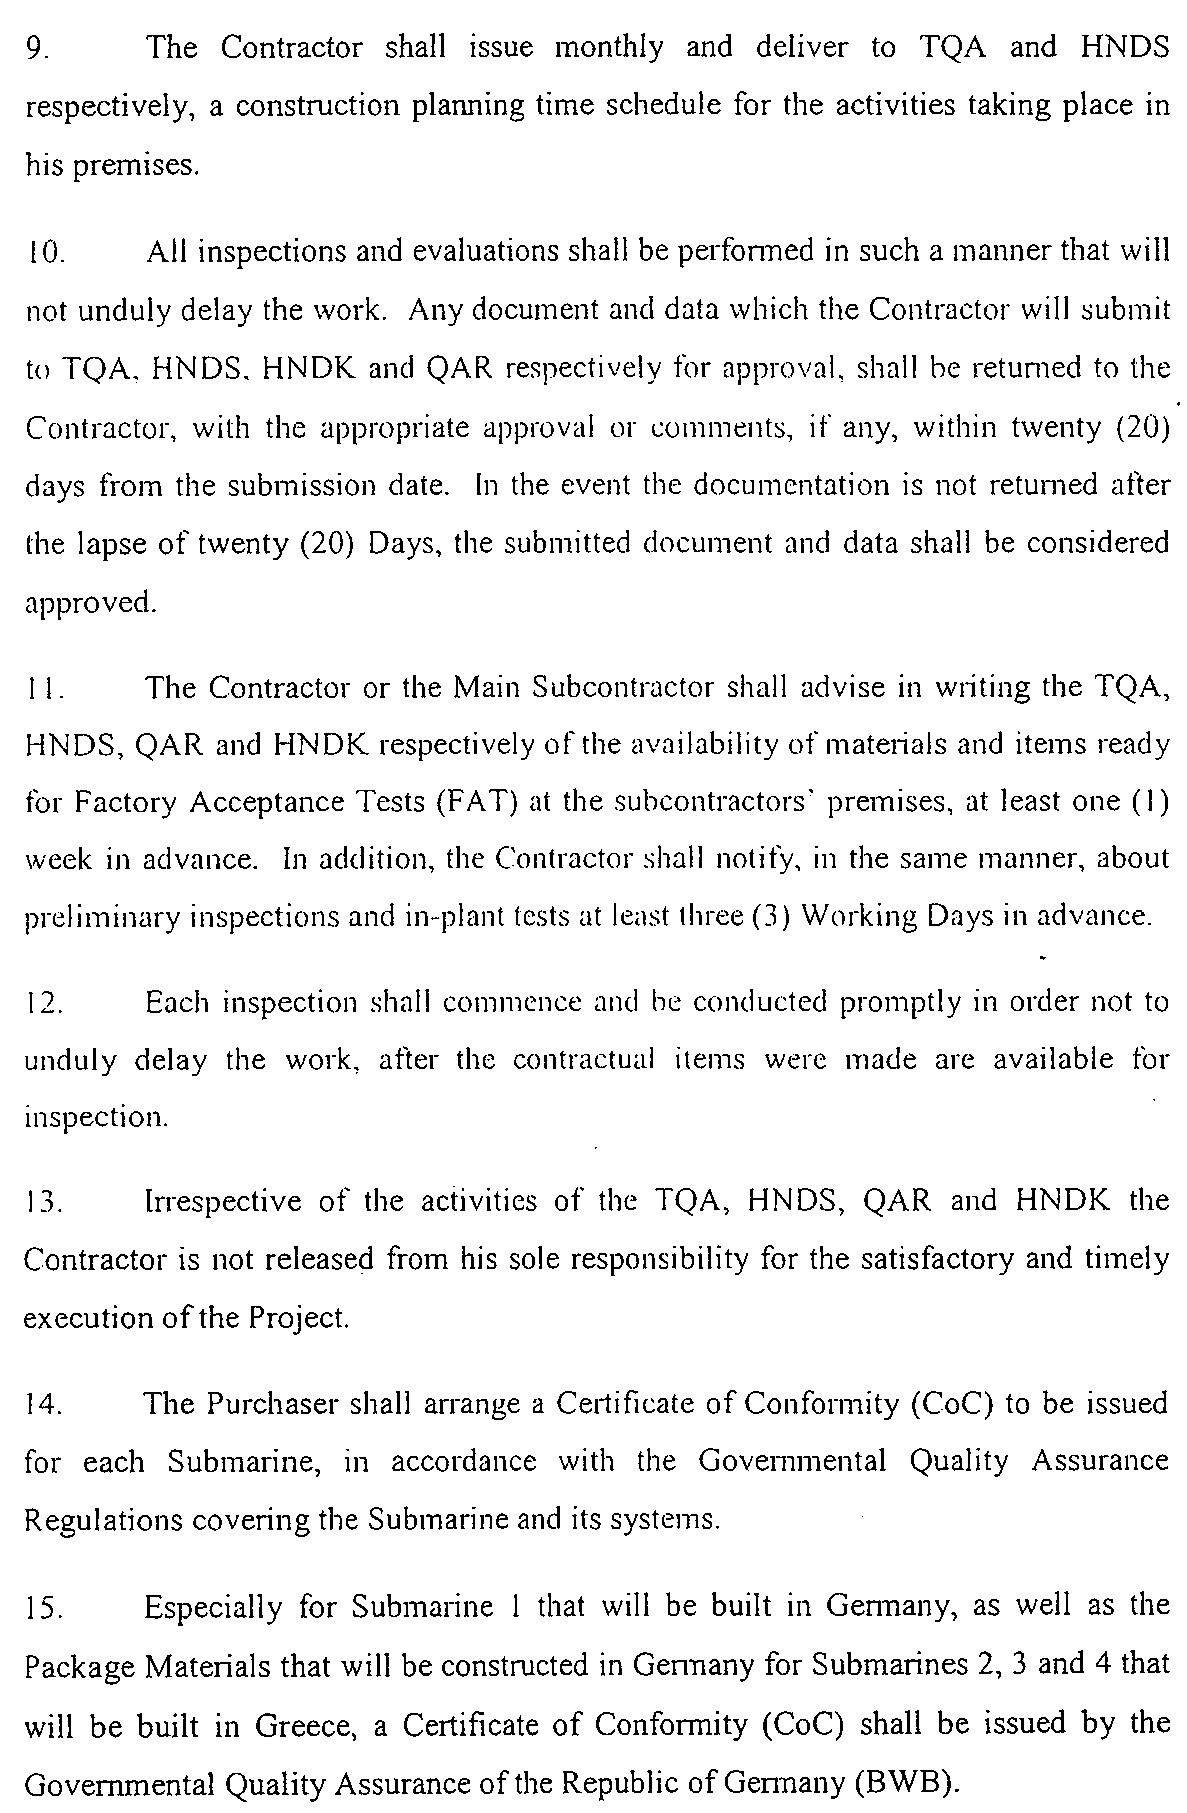 9. The Contractor shall issue monthly and deliver to TQA and HNDS
respectively, a construction planning time schedule for the activities taking place in
his premises.
10. All inspections and evaluations shall be performed in such a manner that will
not unduly delay the work. Any document and data which the Contractor will submit
to TQA, HNDS, HNDK and QAR respectively for approval, shall be returned to the
Contractor, with the appropriate approval or comments, if any, within twenty (20)
days from the submission date. In the event the documentation is not returned after
the lapse of twenty (20) Days, the submitted document and data shall be considered
approved.
11. The Contractor or the Main Subcontractor shall advise in writing the TQA,
HNDS, QAR and HNDK respectively of the availability of materials and items ready
for Factory Acceptance Tests (FAT) at the subcontractors' premises, at least one (1)
week in advance. In addition, the Contractor shall notify, in the same manner, about
preliminary inspections and in-plant tests at least three (3) Working Days in advance.
12. Each inspection shall commence and be conducted promptly in order not to
unduly delay the work, after the contractual items were made are available for
inspection.
13. Irrespective of the activities of the TQA, HNDS, QAR and HNDK the
Contractor is not released from his sole responsibility for the satisfactory and timely
execution of the Project.
14. The Purchaser shall arrange a Certificate of Conformity (CoC) to be issued
for each Submarine, in accordance with the Governmental Quality Assurance
Regulations covering the Submarine and its systems.
15. Especially for Submarine 1 that will be built in Germany, as well as the
Package Materials that will be constructed in Germany for Submarines 2, 3 and 4 that
will be built in Greece, a Certificate of Conformity (CoC) shall be issued by the
Governmental Quality Assurance of the Republic of Germany (BWB).